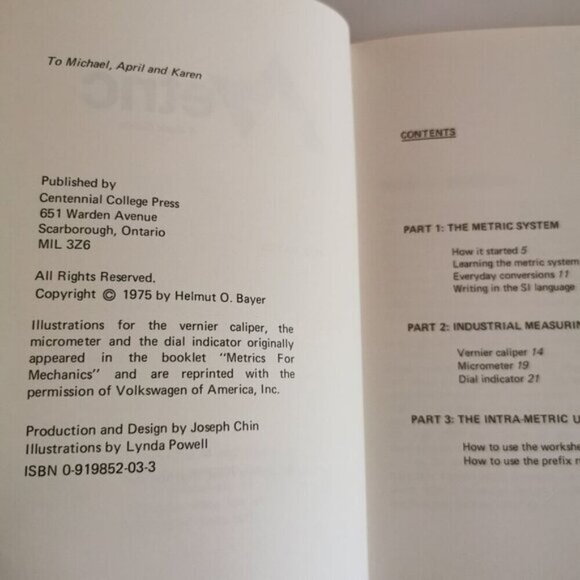 To Michael, April and Karen
Published by
Centennial College Press
651 Warden Avenue
Scarborough, Ontario
MIL 3Z6
All Rights Reserved.
Copyright © 1975 by Helmut O. Bayer
Illustrations for the vernier caliper, the
micrometer and the dial indicator originally
appeared in the booklet "Metrics For
Mechanics" and are reprinted with the
permission of Volkswagen of America, Inc.
Production and Design by Joseph Chin
Illustrations by Lynda Powell
ISBN 0-919852-03-3
CONTENTS
PART 1: THE METRIC SYSTEM
How it started 5
Learning the metric system
Everyday conversions 11
Writing in the SI language
PART 2: INDUSTRIAL MEASURIN
Vernier caliper 14
Micrometer 19
Dial indicator 21
PART 3: THE INTRA-METRIC U
How to use the workshe
How to use the prefix